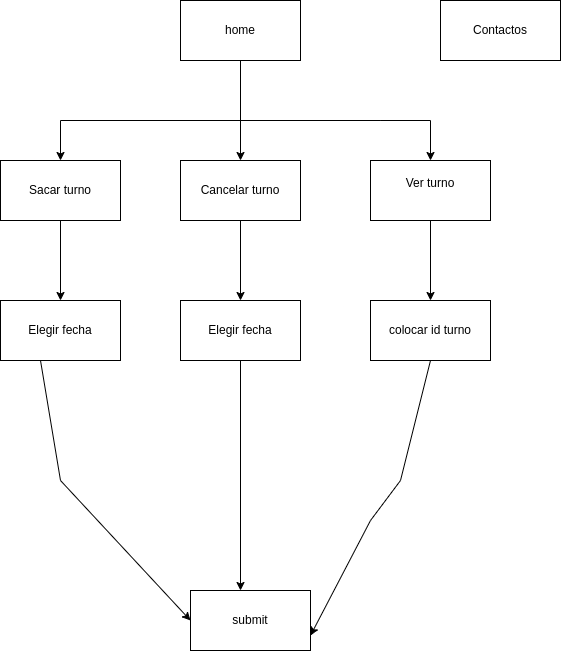 home
Contactos
Sacar turno
Cancelar turno
Ver turno
Elegir fecha
Elegir fecha
colocar id turno
submit